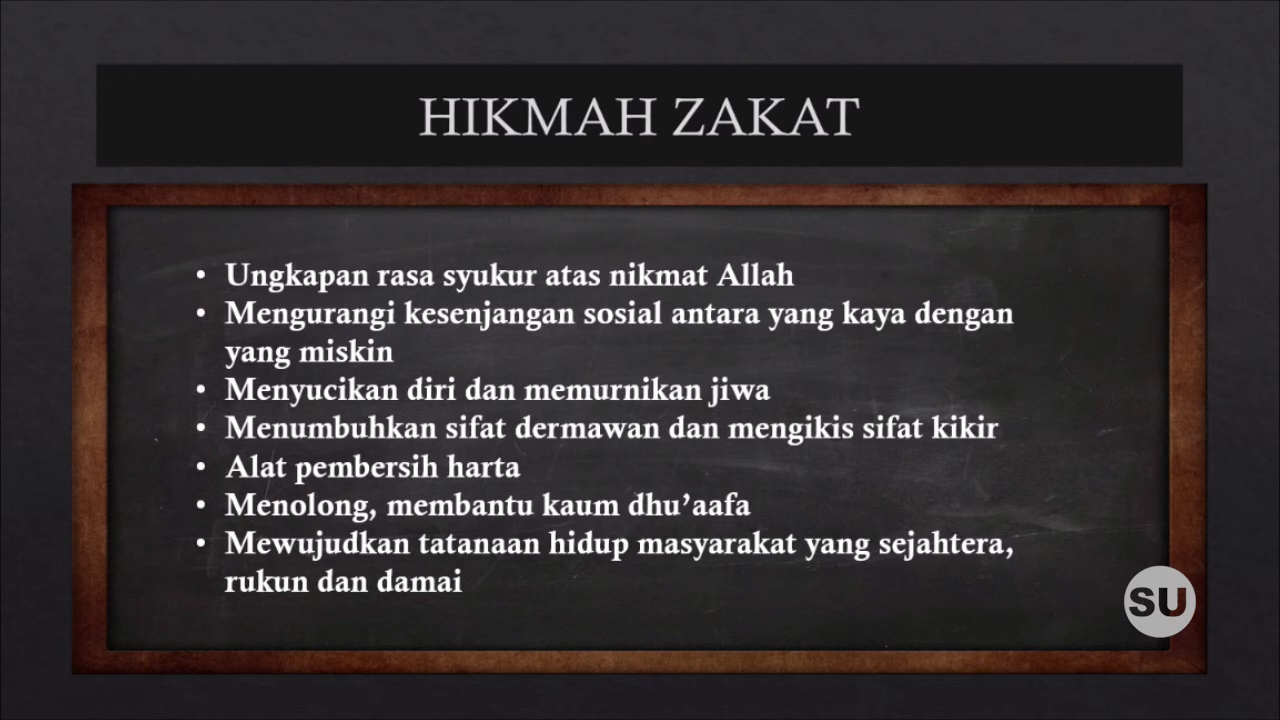 HIKMAH ZAKAT
• Ungkapan rasa syukur atas nikmat Allah
• Mengurangi kesenjangan sosial antara yang kaya dengan
yang miskin
• Menyucikan diri dan memurnikan jiwa
• Menumbuhkan sifat dermawan dan mengikis sifat kikir
• Alat pembersih harta
• Menolong, membantu kaum dhu’aafa
• Mewujudkan tatanaan hidup masyarakat yang sejahtera,
rukun dan damai
SU